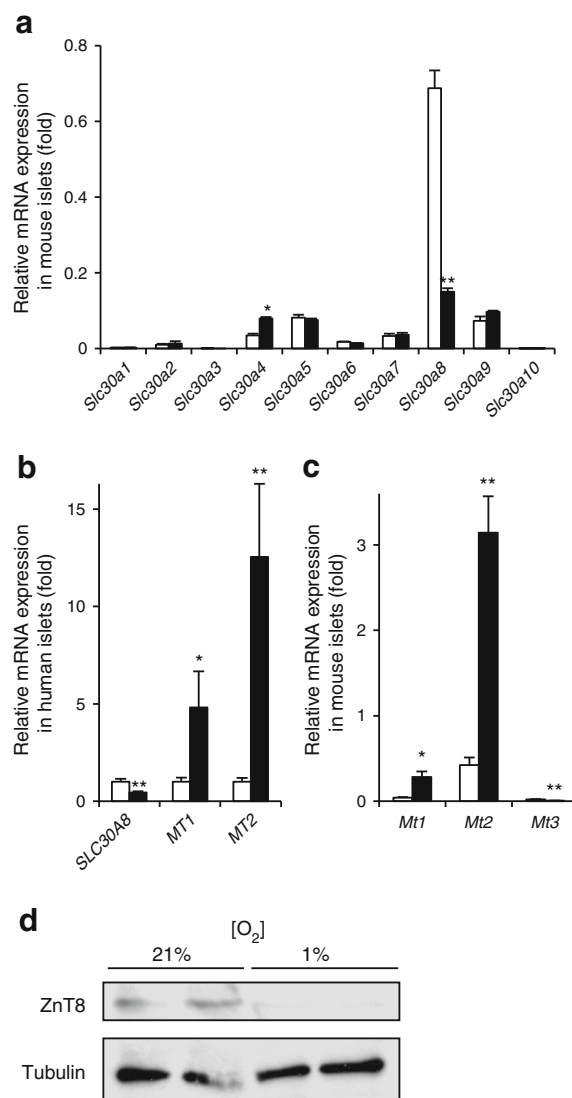 a
Relative mRNA expression
in mouse islets (fold)
0.8
0.6
0.4
0.2
0
*
**
Slc30a1
Slc30a2
Slc30a3
Slc30a4
Slc30a5
Slc30a6
Slc30a7
Slc30a8
Slc30a9
Slc30a10
b
Relative mRNA expression
in human islets (fold)
15
10
5
0
**
*
**
SLC30A8
MT1
MT2
c
Relative mRNA expression
in mouse islets (fold)
3
2
1
0
*
**
**
Mt1
Mt2
Mt3
d
[O2]
21%
1%
ZnT8
Tubulin